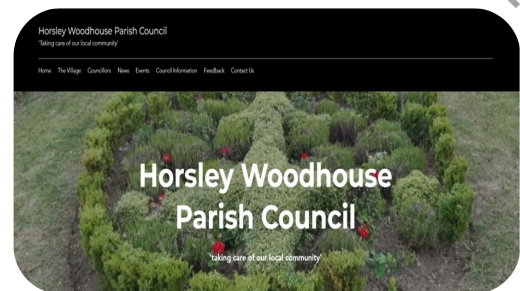 Horsley Woodhouse Parish Council
'Taking care of our local community'
Home The Village Councillors News Events Council Information Feedback Contact Us
Horsley Woodhouse
Parish Council
'taking care of our local community'